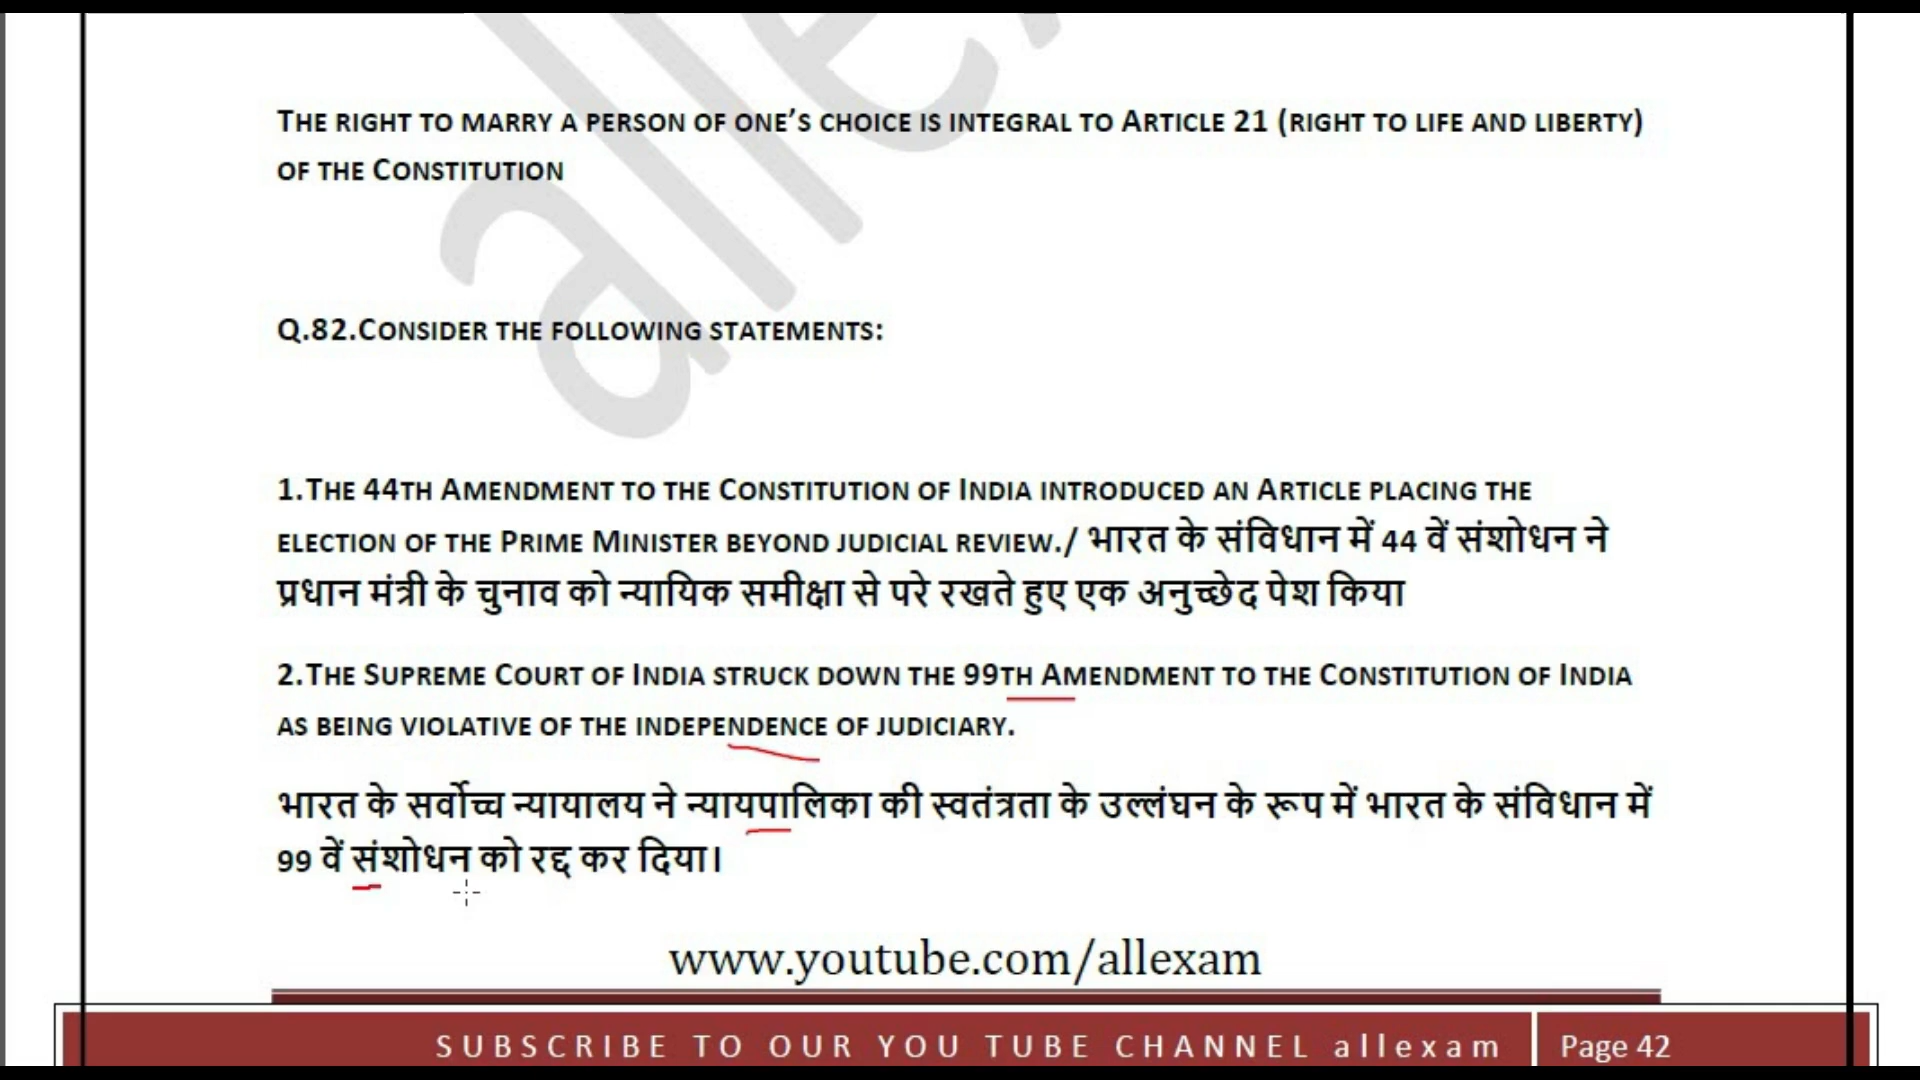 THE RIGHT TO MARRY A PERSON OF ONE'S CHOICE IS INTEGRAL TO ARTICLE 21 (RIGHT TO LIFE AND LIBERTY)
OF THE CONSTITUTION
Q.82.CONSIDER THE FOLLOWING STATEMENTS:
1.THE 44TH AMENDMENT TO THE CONSTITUTION OF INDIA INTRODUCED AN ARTICLE PLACING THE
ELECTION OF THE PRIME MINISTER BEYOND JUDICIAL REVIEW./ भारत के संविधान में 44 वें संशोधन ने
प्रधान मंत्री के चुनाव को न्यायिक समीक्षा से परे रखते हुए एक अनुच्छेद पेश किया
2.THE SUPREME COURT OF INDIA STRUCK DOWN THE 99TH AMENDMENT TO THE CONSTITUTION OF INDIA
AS BEING VIOLATIVE OF THE INDEPENDENCE OF JUDICIARY.
भारत के सर्वोच्च न्यायालय ने न्यायपालिका की स्वतंत्रता के उल्लंघन के रूप में भारत के संविधान में
99 वें संशोधन को रद्द कर दिया।
www.youtube.com/allexam
SUBSCRIBE TO OUR YOU TUBE CHANNEL allexam
Page 42